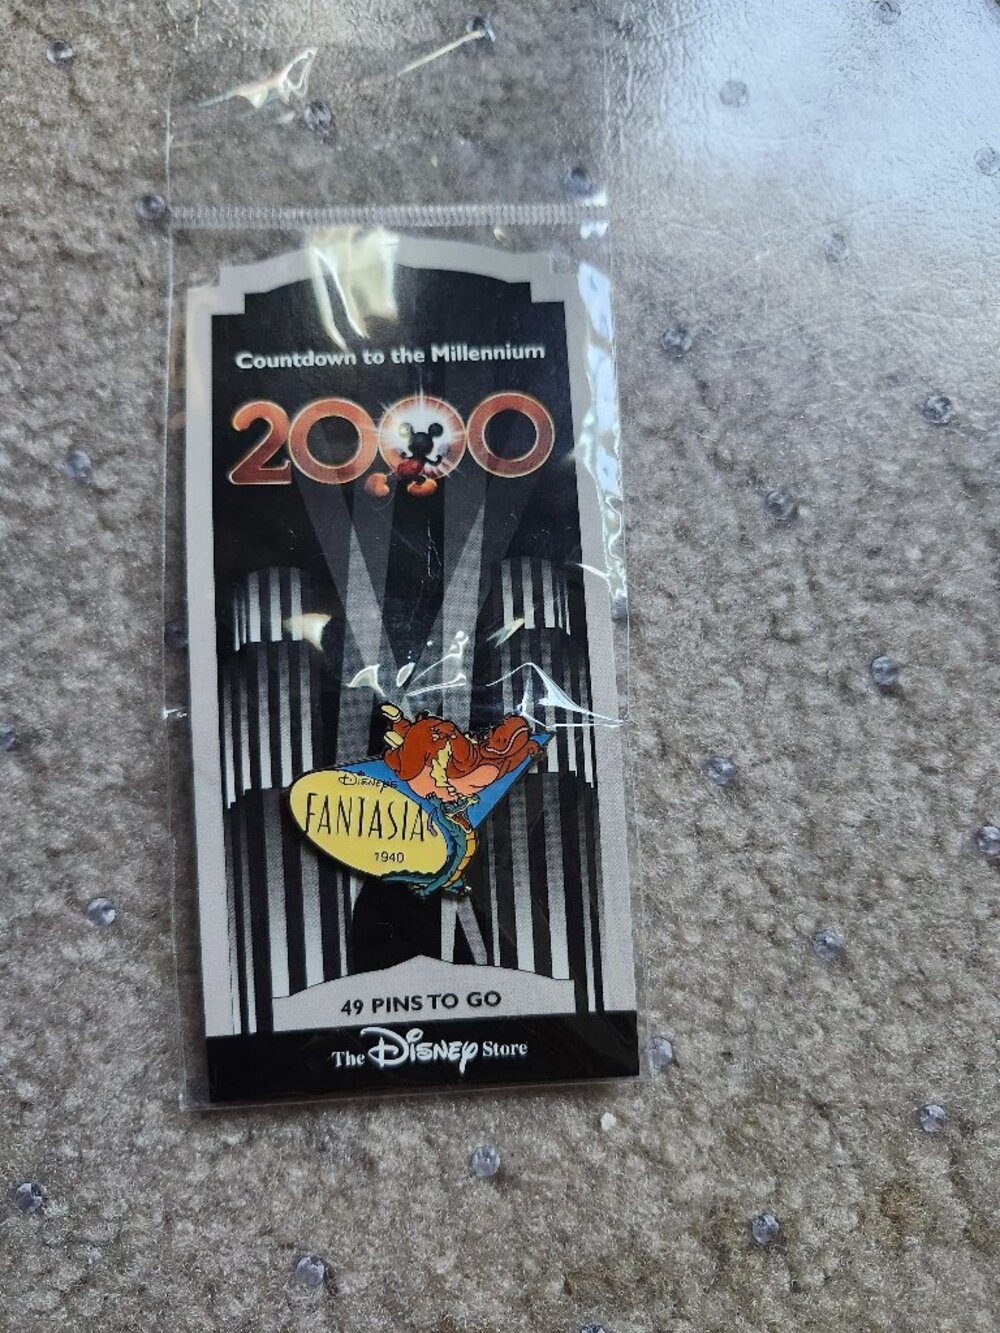 Countdown to the Millennium
2000
DISNEY'S
FANTASIA
1940
49 PINS TO GO
The Disney Store